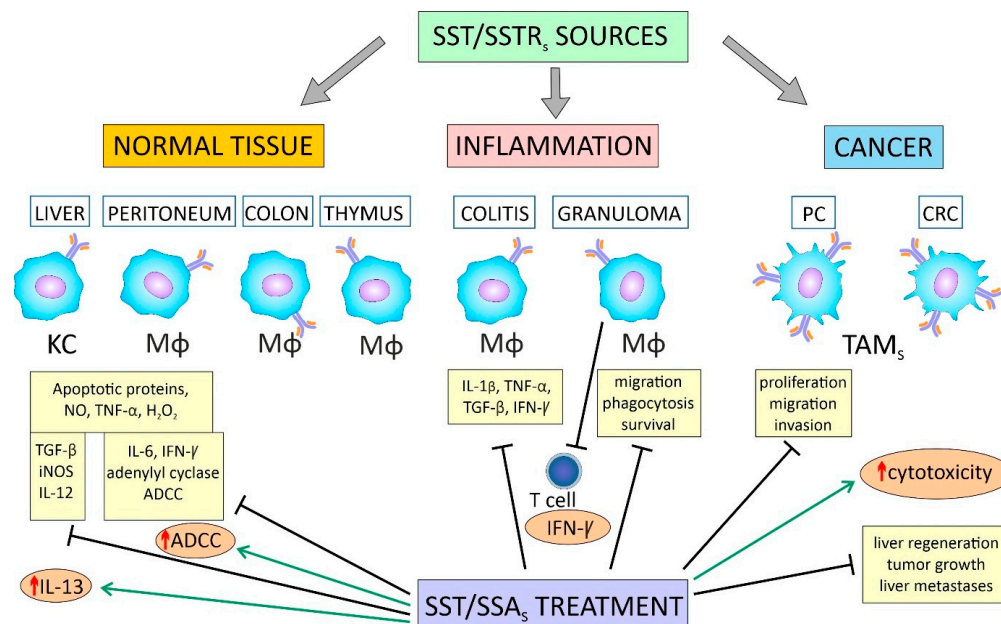 SST/SSTRs SOURCES
NORMAL TISSUE
INFLAMMATION
CANCER
LIVER
PERITONEUM
COLON
THYMUS
COLITIS
GRANULOMA
PC
CRC
KC
Mϕ
Mϕ
Mϕ
Mϕ
Mϕ
TAMs
Apoptotic proteins,
NO, TNF-α, H₂O₂
TGF-β
iNOS
IL-12
IL-6, IFN-γ
adenylyl cyclase
ADCC
IL-1β, TNF-α,
TGF-β, IFN-γ
migration
phagocytosis
survival
proliferation
migration
invasion
T cell
IFN-γ
↑cytotoxicity
↑ADCC
↑IL-13
liver regeneration
tumor growth
liver metastases
SST/SSAs TREATMENT